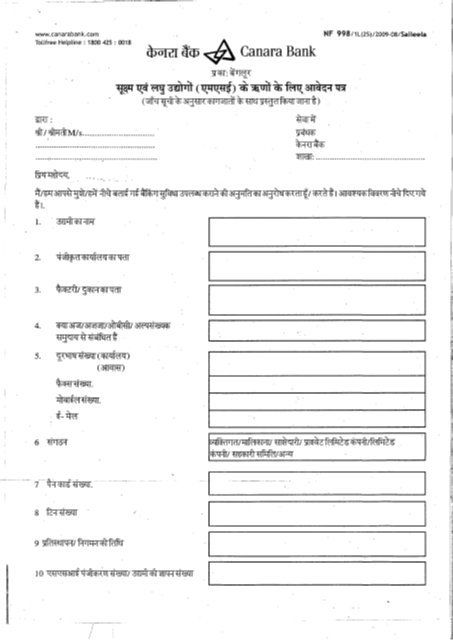 www.canarabank.com
Tollfree Helpline : 1800 425 : 0018
NF 998/1L(25)/2009-08/Saileela
केनरा बैंक Canara Bank
प्र का: बेंगलूर
सूक्ष्म एवं लघु उद्योगों (एमएसई) के ऋणों के लिए आवेदन पत्र
(जाँच सूची के अनुसार कागजातों के साथ प्रस्तुत किया जाना है)
द्वारा :
श्री/ श्रीमती M/s..............................
सेवा में
प्रबंधक
केनरा बैंक
शाखा: ..............................
प्रिय महोदय,
मैं/हम आपसे मुझे/हमें नीचे बताई गई बैंकिंग सुविधा उपलब्ध कराने की अनुमति का अनुरोध करता हूँ/ करते हैं। आवश्यक विवरण नीचे दिए गये
हैं।.
1. उद्यमी का नाम
2. पंजीकृत कार्यालय का पता
3. फैक्टरी/ दुकान का पता
4. क्या अजा/अजजा/ओबीसी/ अल्पसंख्यक
समुदाय से संबंधित हैं
5. दूरभाष संख्या (कार्यालय)
(आवास)
फैक्स संख्या.
मोबाईल संख्या.
ई- मेल
6 संगठन
व्यक्तिगत/मालिकाना/ साझेदारी/ प्राइवेट लिमिटेड कंपनी/लिमिटेड
कंपनी/ सहकारी समिति/अन्य
7 पैन कार्ड संख्या.
8 टिन संख्या
9 प्रतिस्थापन/ निगमन की तिथि
10 एसएसआई पंजीकरण संख्या/ उद्यमी की ज्ञापन संख्या